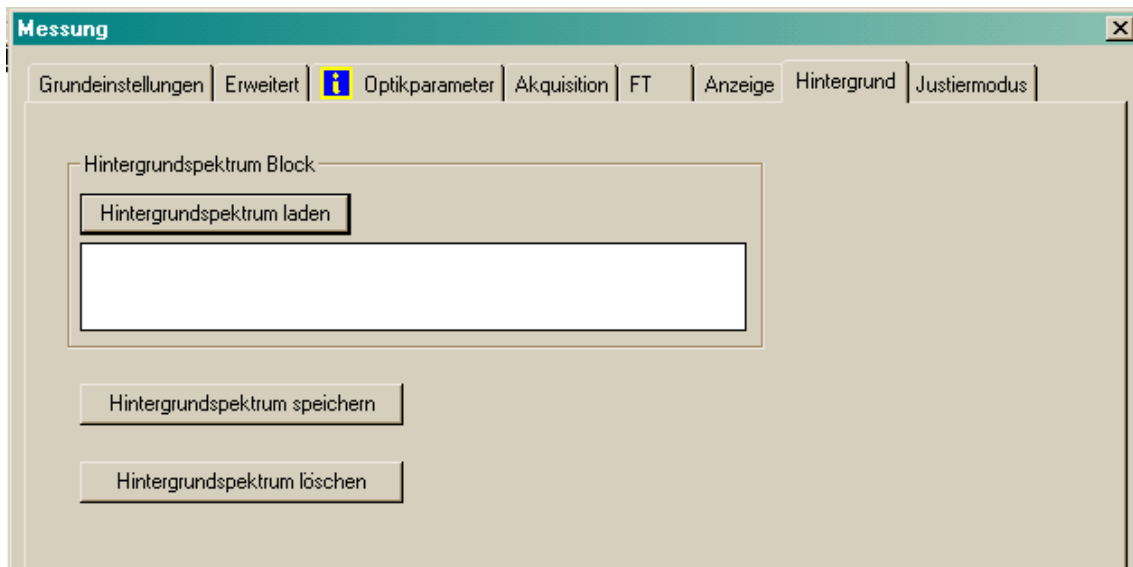 Messung
Grundeinstellungen Erweitert i Optikparameter Akquisition FT Anzeige Hintergrund Justiermodus
Hintergrundspektrum Block
Hintergrundspektrum laden
Hintergrundspektrum speichern
Hintergrundspektrum löschen